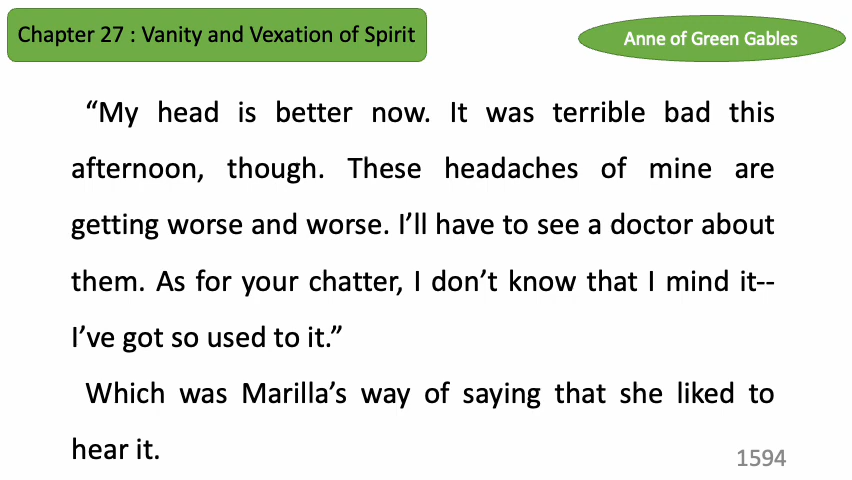 Chapter 27 : Vanity and Vexation of Spirit
Anne of Green Gables
“My head is better now. It was terrible bad this
afternoon, though. These headaches of mine are
getting worse and worse. I’ll have to see a doctor about
them. As for your chatter, I don’t know that I mind it--
I’ve got so used to it.”
Which was Marilla’s way of saying that she liked to
hear it.
1594